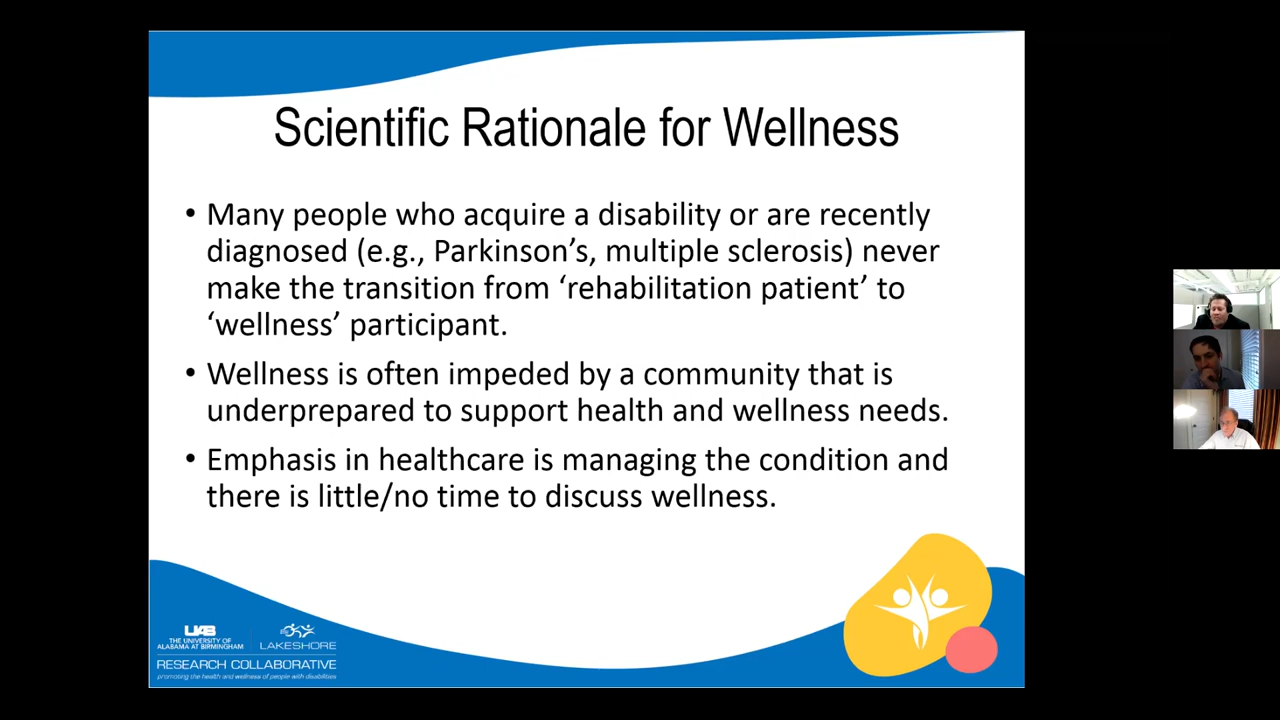 Scientific Rationale for Wellness
• Many people who acquire a disability or are recently
diagnosed (e.g., Parkinson’s, multiple sclerosis) never
make the transition from ‘rehabilitation patient’ to
‘wellness’ participant.
• Wellness is often impeded by a community that is
underprepared to support health and wellness needs.
• Emphasis in healthcare is managing the condition and
there is little/no time to discuss wellness.
UAB
THE UNIVERSITY OF
ALABAMA AT BIRMINGHAM
LAKESHORE
RESEARCH COLLABORATIVE
promoting the health and wellness of people with disabilities